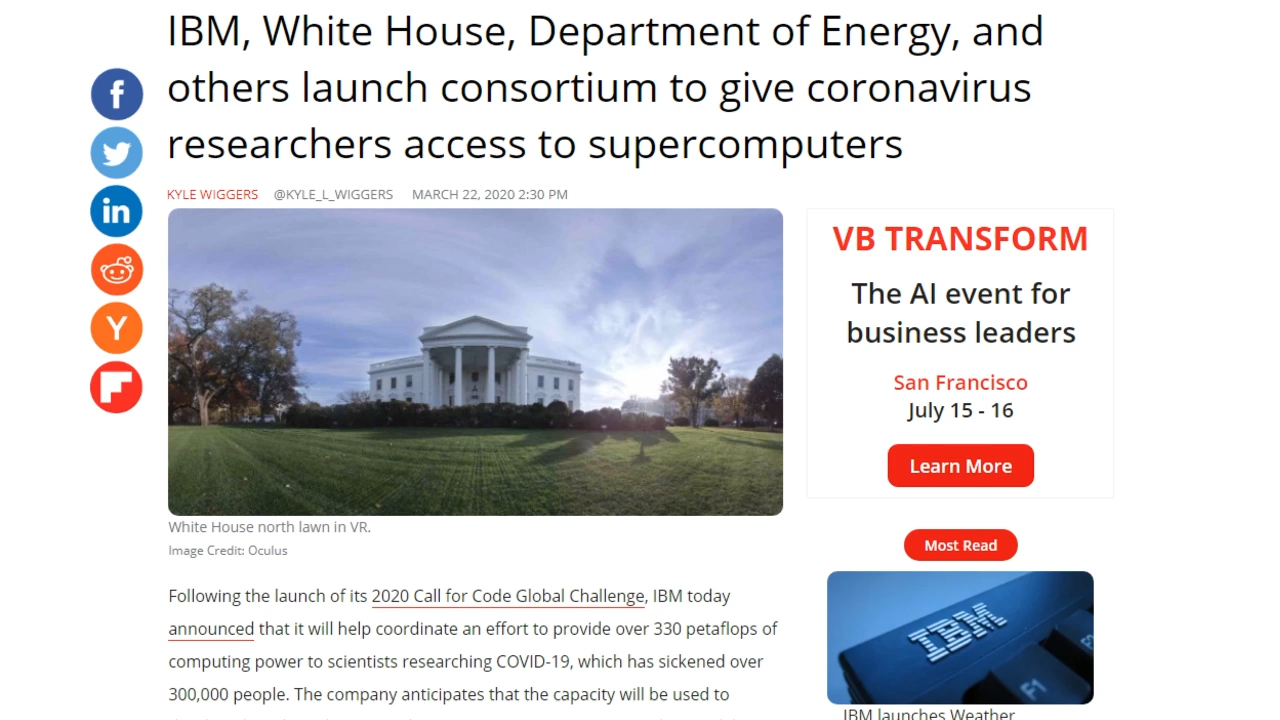 IBM, White House, Department of Energy, and
others launch consortium to give coronavirus
researchers access to supercomputers
KYLE WIGGERS @KYLE_L_WIGGERS MARCH 22, 2020 2:30 PM
White House north lawn in VR.
Image Credit: Oculus
Following the launch of its 2020 Call for Code Global Challenge, IBM today
announced that it will help coordinate an effort to provide over 330 petaflops of
computing power to scientists researching COVID-19, which has sickened over
300,000 people. The company anticipates that the capacity will be used to
VB TRANSFORM
The AI event for
business leaders
San Francisco
July 15 - 16
Learn More
Most Read
IBM
F1
IBM launches Weather